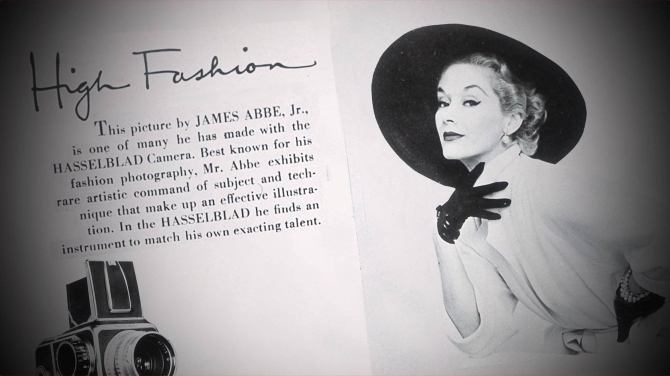 High Fashion
This picture by JAMES ABBE, Jr.,
is one of many he has made with the
HASSELBLAD Camera. Best known for his
fashion photography, Mr. Abbe exhibits
rare artistic command of subject and tech-
nique that make up an effective illustra-
tion. In the HASSELBLAD he finds an
instrument to match his own exacting talent.